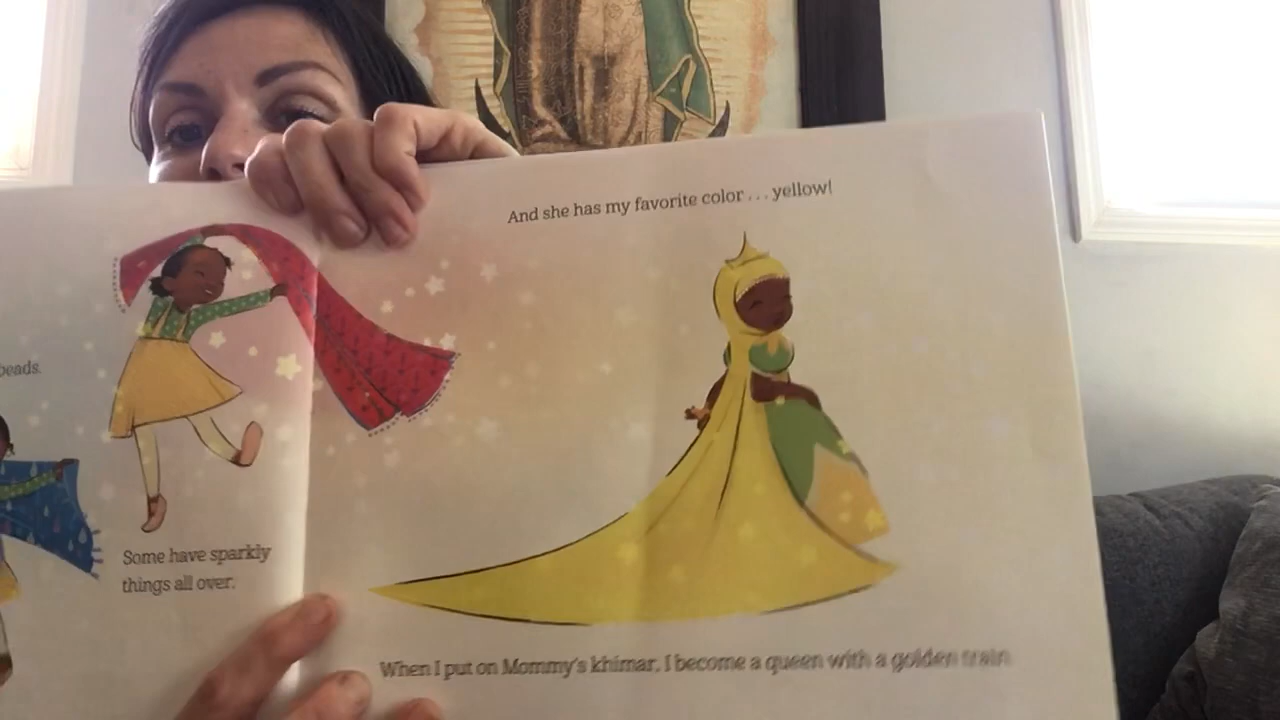 beads.
Some have sparkly
things all over.
And she has my favorite color . . . yellow!
When I put on Mommy's khimar, I become a queen with a golden train